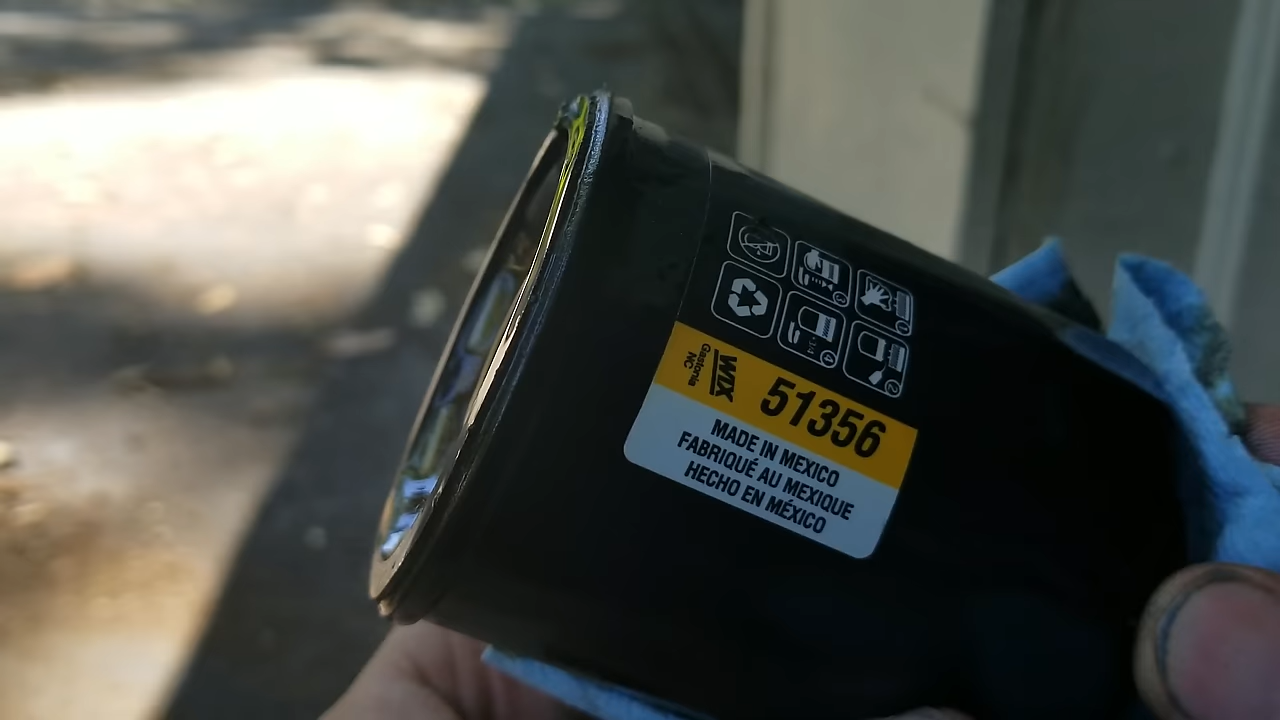 WIX
Gastonia
NC
51356
MADE IN MEXICO
FABRIQUÉ AU MEXIQUE
HECHO EN MÉXICO